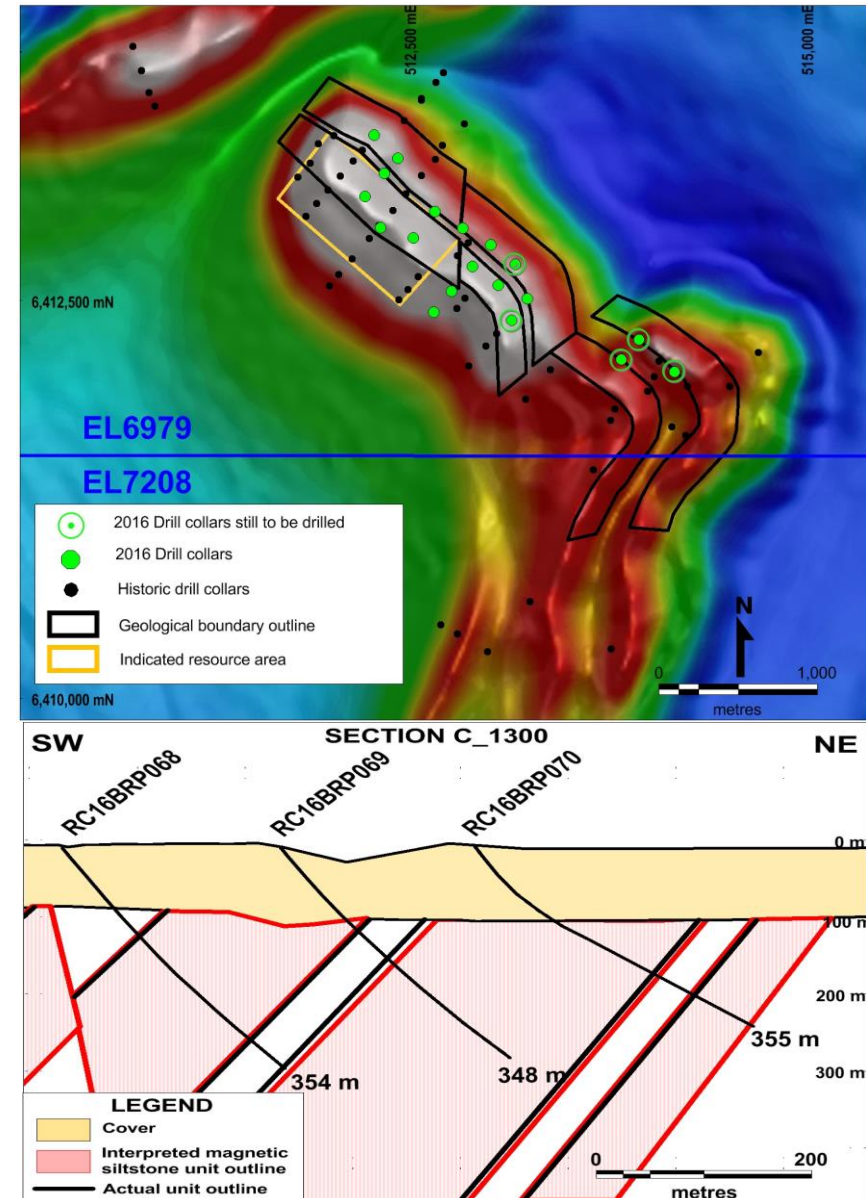 512,500 mE
515,000 mE
6,412,500 mN
EL6979
EL7208
2016 Drill collars still to be drilled
2016 Drill collars
Historic drill collars
Geological boundary outline
Indicated resource area
N
0 1,000
metres
6,410,000 mN
SW SECTION C_1300 NE
RC16BRP068
RC16BRP069
RC16BRP070
0 m
100 m
200 m
300 m
354 m
348 m
355 m
LEGEND
Cover
Interpreted magnetic
siltstone unit outline
Actual unit outline
0 200
metres